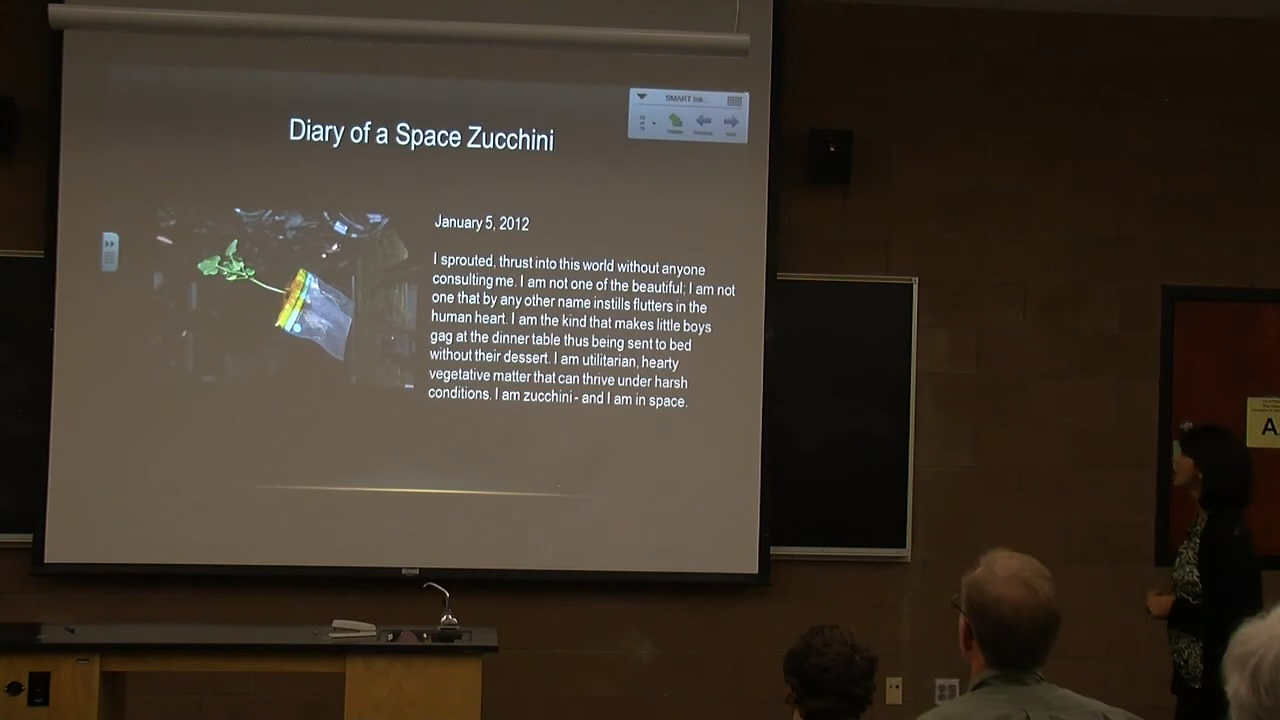 SMART Ink...
Diary of a Space Zucchini
January 5, 2012
I sprouted, thrust into this world without anyone
consulting me. I am not one of the beautiful; I am not
one that by any other name instills flutters in the
human heart. I am the kind that makes little boys
gag at the dinner table thus being sent to bed
without their dessert. I am utilitarian, hearty
vegetative matter that can thrive under harsh
conditions. I am zucchini - and I am in space.
A